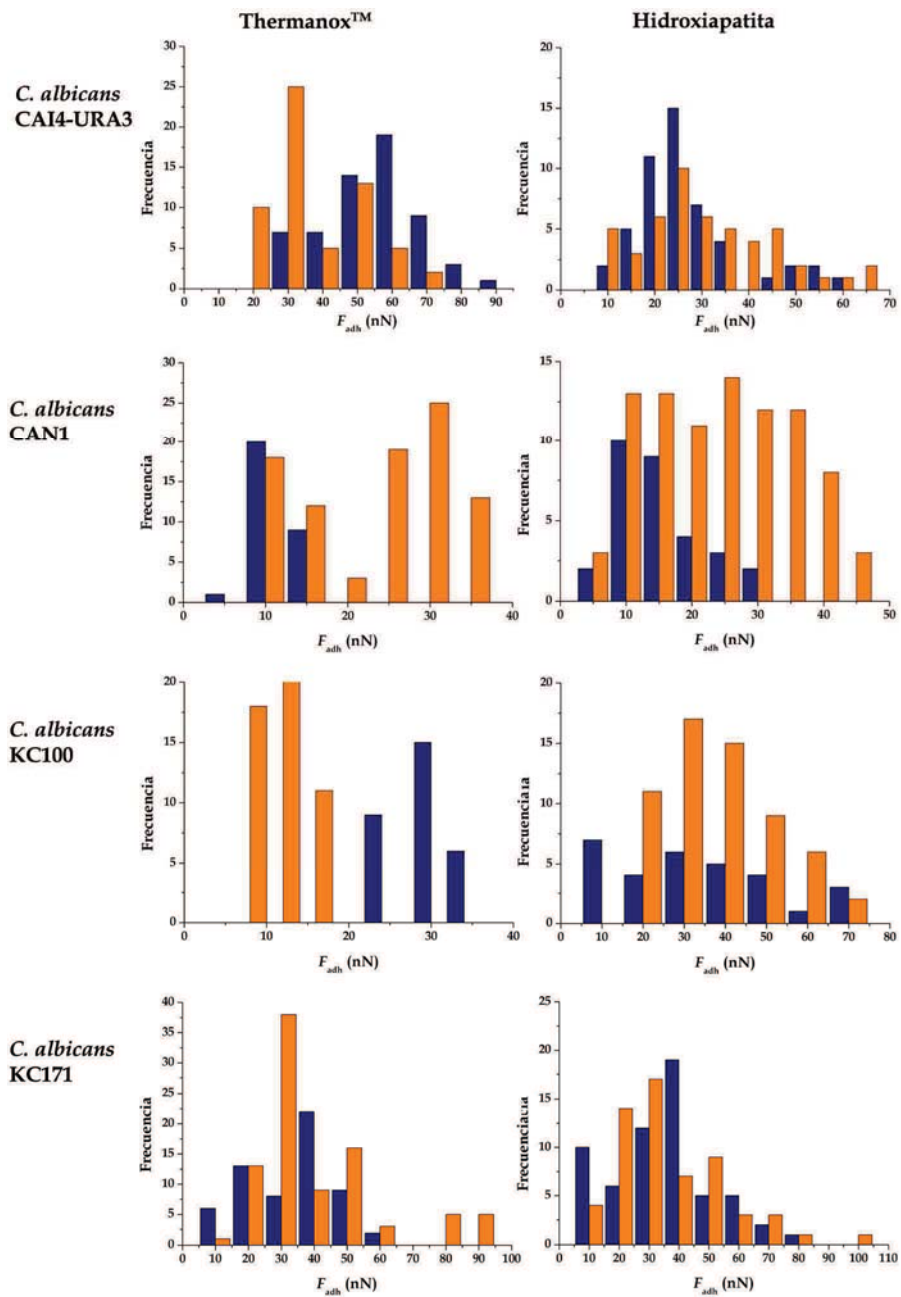 Thermanox™ Hidroxiapatita
C. albicans
CAI4-URA3
Frecuencia
30
25
20
15
10
5
0
0 10 20 30 40 50 60 70 80 90
F_adh (nN)
Frecuencia
20
15
10
5
0
0 10 20 30 40 50 60 70
F_adh (nN)
C. albicans
CAN1
Frecuencia
30
25
20
15
10
5
0
0 10 20 30 40
F_adh (nN)
Frecuenciaa
15
10
5
0
0 10 20 30 40 50
F_adh (nN)
C. albicans
KC100
Frecuencia
20
15
10
5
0
0 10 20 30 40
F_adh (nN)
20
15
10
5
0
0 10 20 30 40 50 60 70 80
F_adh (nN)
C. albicans
KC171
Frecuencia
40
35
30
25
20
15
10
5
0
0 10 20 30 40 50 60 70 80 90 100
F_adh (nN)
25
20
15
10
5
0
0 10 20 30 40 50 60 70 80 90 100 110
F_adh (nN)